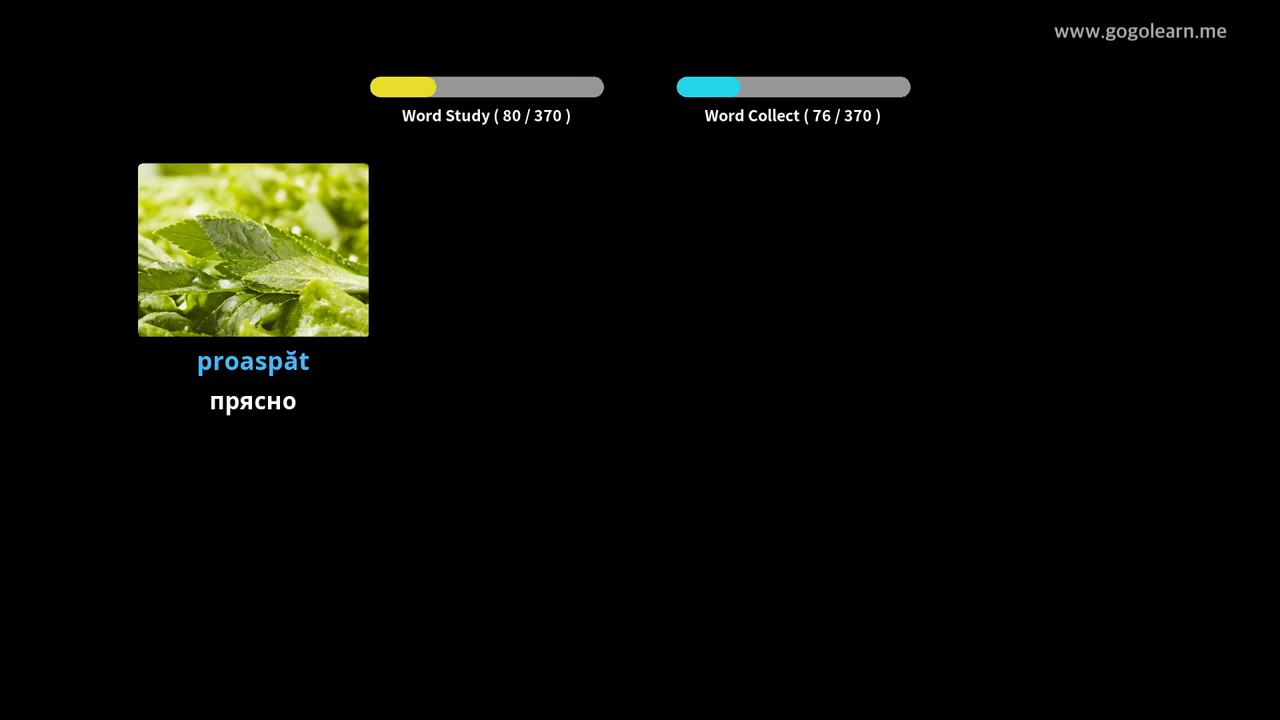 www.gogolearn.me
Word Study ( 80 / 370 )
Word Collect ( 76 / 370 )
proaspăt
прясно